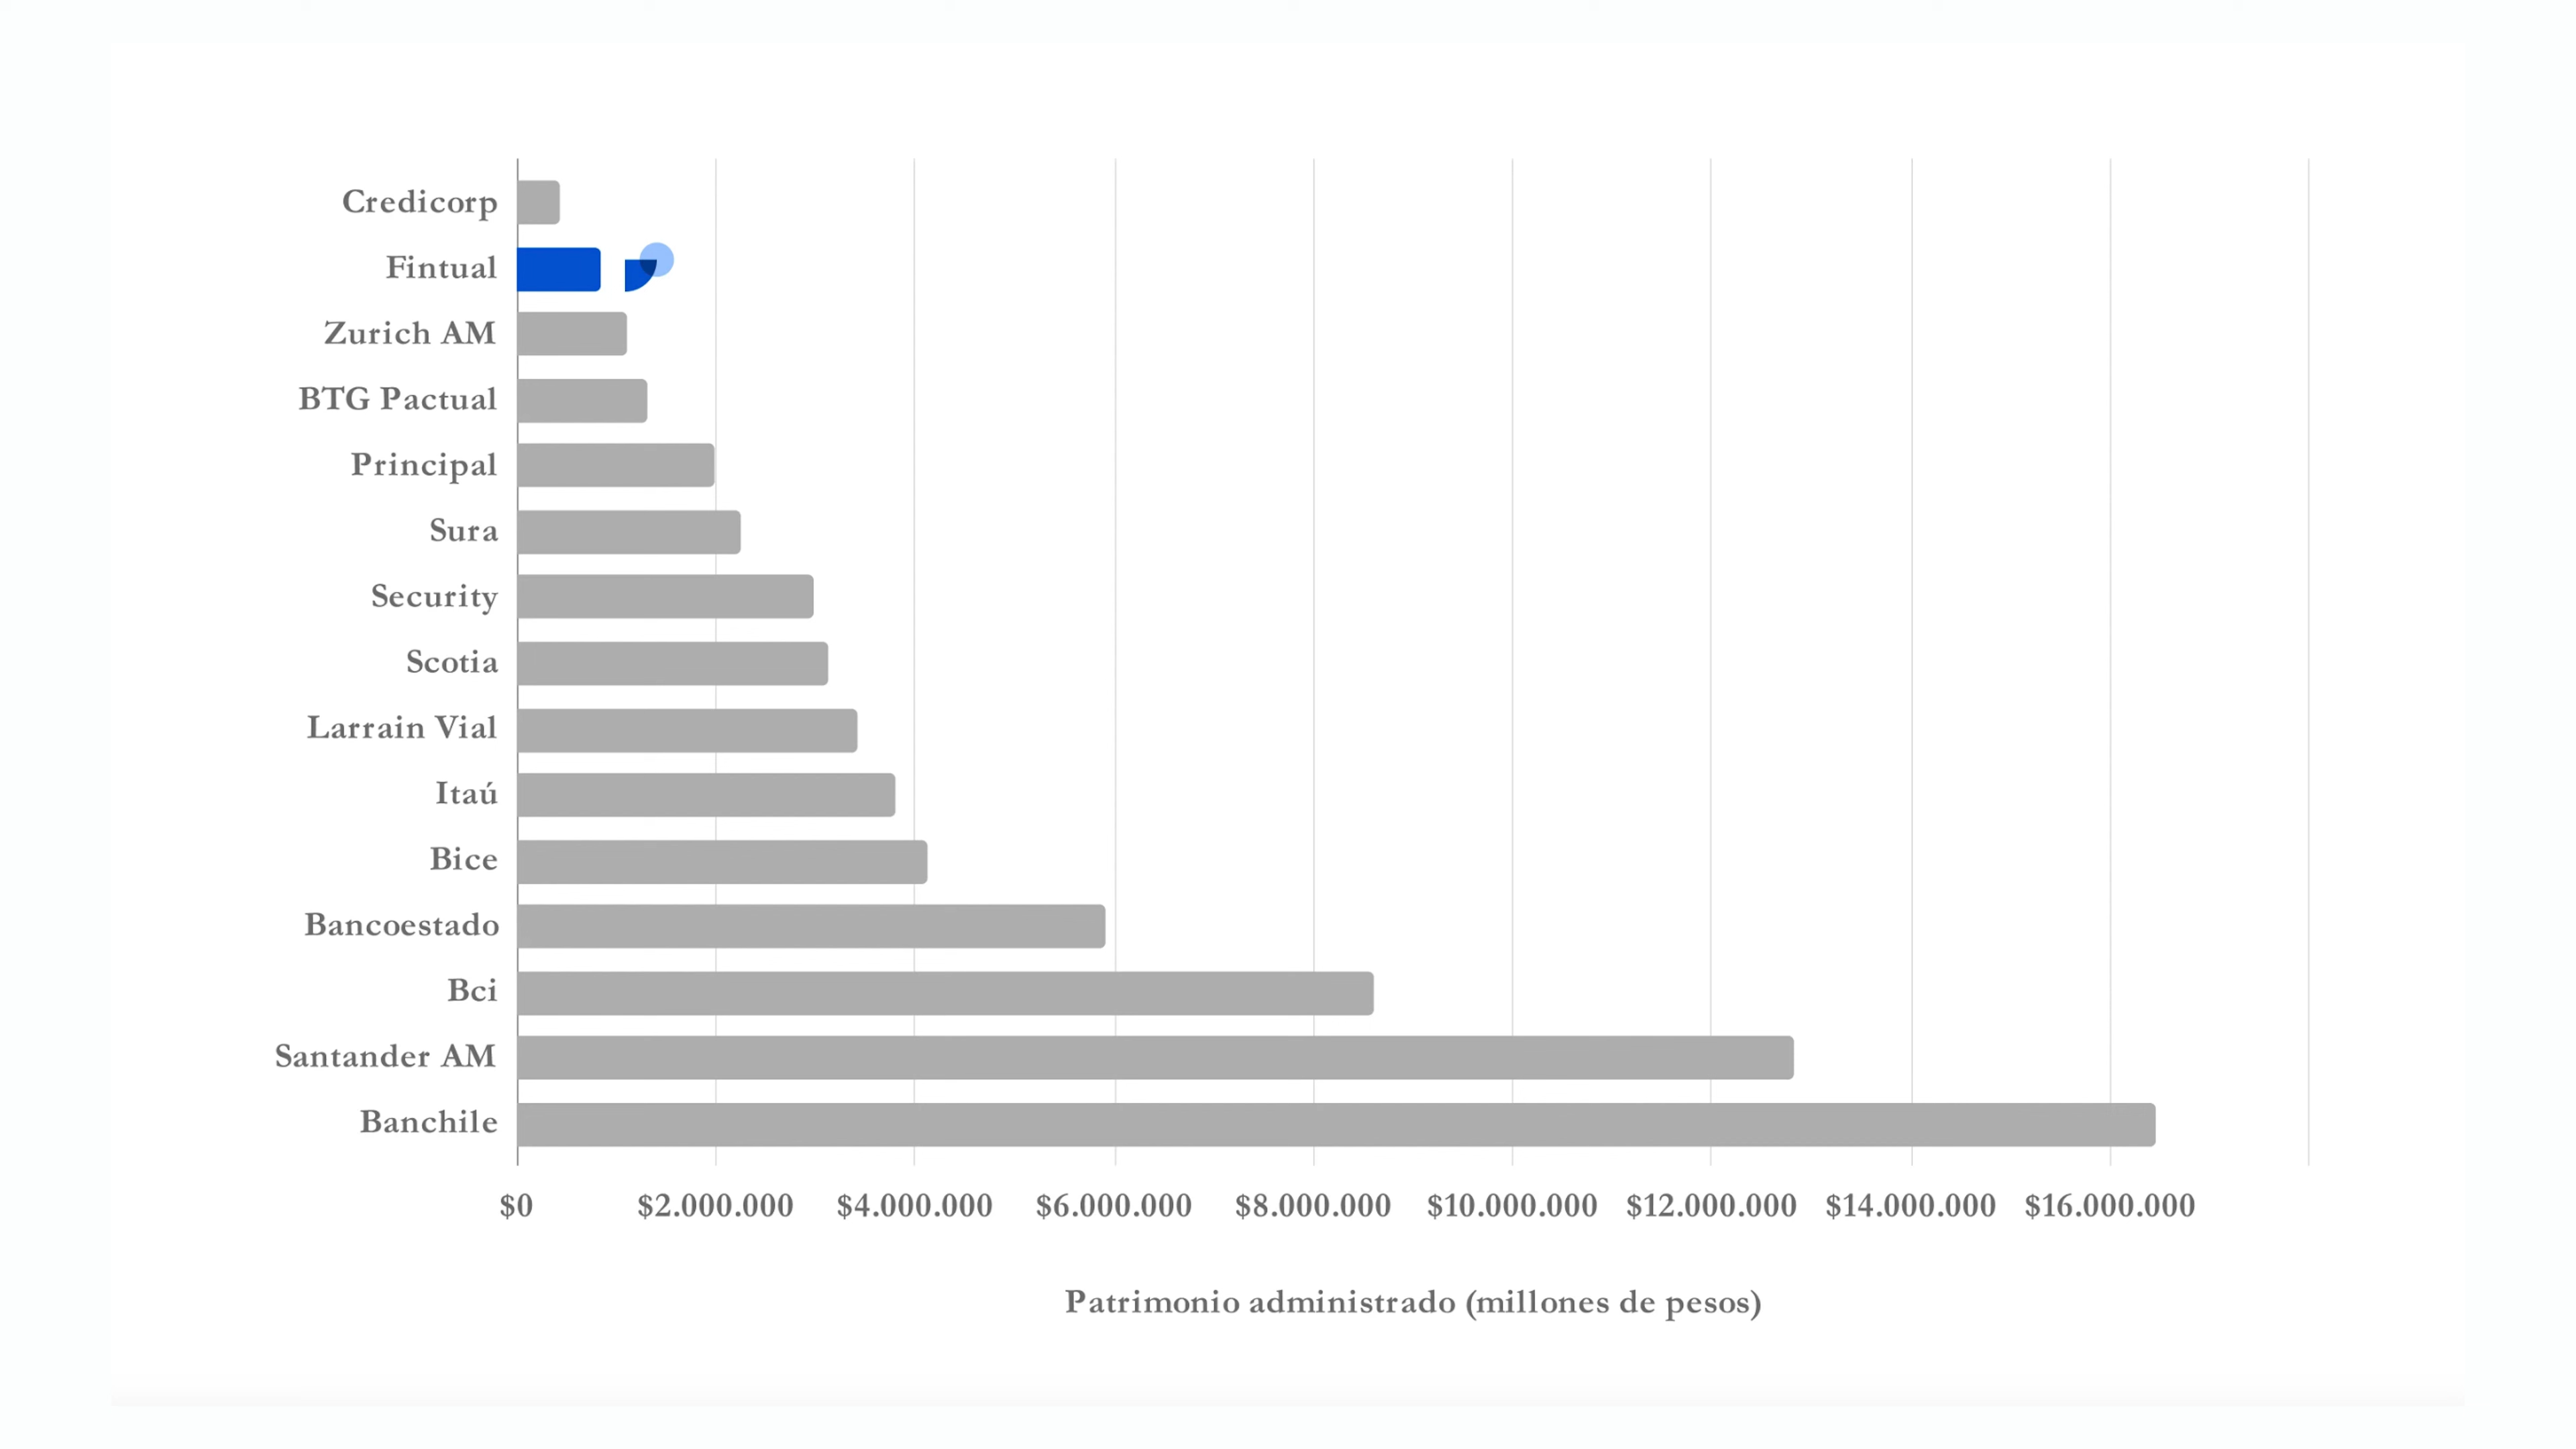 Credicorp
Fintual
Zurich AM
BTG Pactual
Principal
Sura
Security
Scotia
Larrain Vial
Itaú
Bice
Bancoestado
Bci
Santander AM
Banchile
$0 $2.000.000 $4.000.000 $6.000.000 $8.000.000 $10.000.000 $12.000.000 $14.000.000 $16.000.000
Patrimonio administrado (millones de pesos)